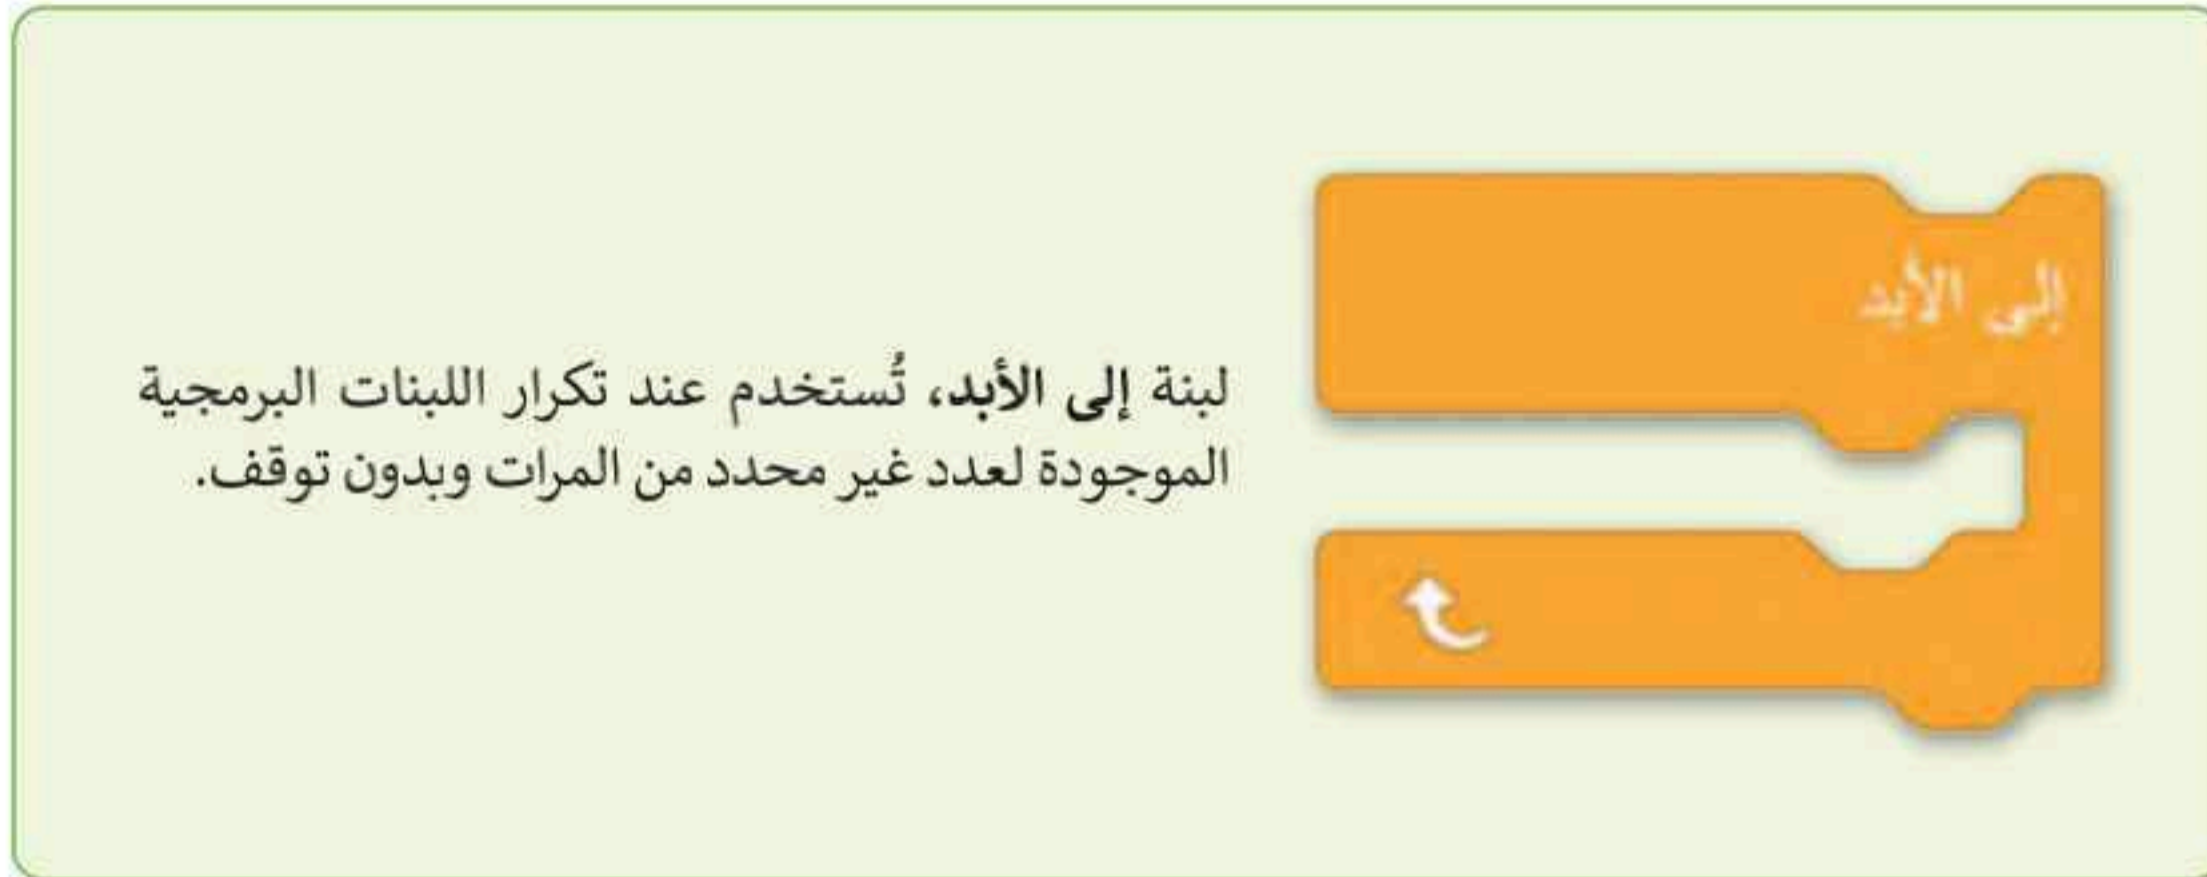 إلى الأبد
لبنة إلى الأبد، تُستخدم عند تكرار اللبنات البرمجية
الموجودة لعدد غير محدد من المرات وبدون توقف.